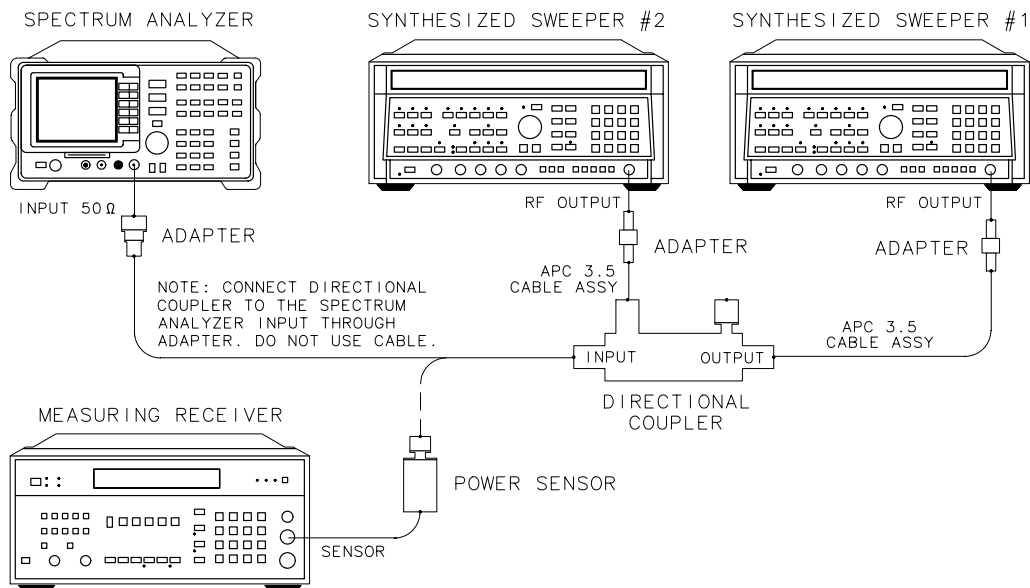 SPECTRUM ANALYZER
SYNTHESIZED SWEEPER #2
SYNTHESIZED SWEEPER #1
INPUT 50Ω
RF OUTPUT
RF OUTPUT
ADAPTER
ADAPTER
ADAPTER
APC 3.5
CABLE ASSY
NOTE: CONNECT DIRECTIONAL
COUPLER TO THE SPECTRUM
ANALYZER INPUT THROUGH
ADAPTER. DO NOT USE CABLE.
APC 3.5
CABLE ASSY
INPUT
OUTPUT
DIRECTIONAL
COUPLER
MEASURING RECEIVER
POWER SENSOR
SENSOR